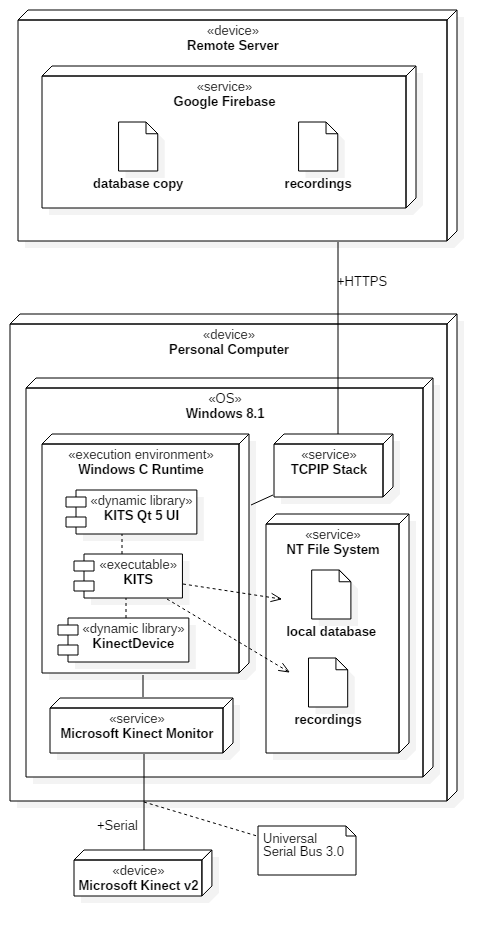 «device»
Remote Server
«service»
Google Firebase
database copy
recordings
+HTTPS
«device»
Personal Computer
«OS»
Windows 8.1
«execution environment»
Windows C Runtime
«service»
TCPIP Stack
«dynamic library»
KITS Qt 5 UI
«executable»
KITS
«dynamic library»
KinectDevice
«service»
NT File System
local database
recordings
«service»
Microsoft Kinect Monitor
+Serial
Universal
Serial Bus 3.0
«device»
Microsoft Kinect v2